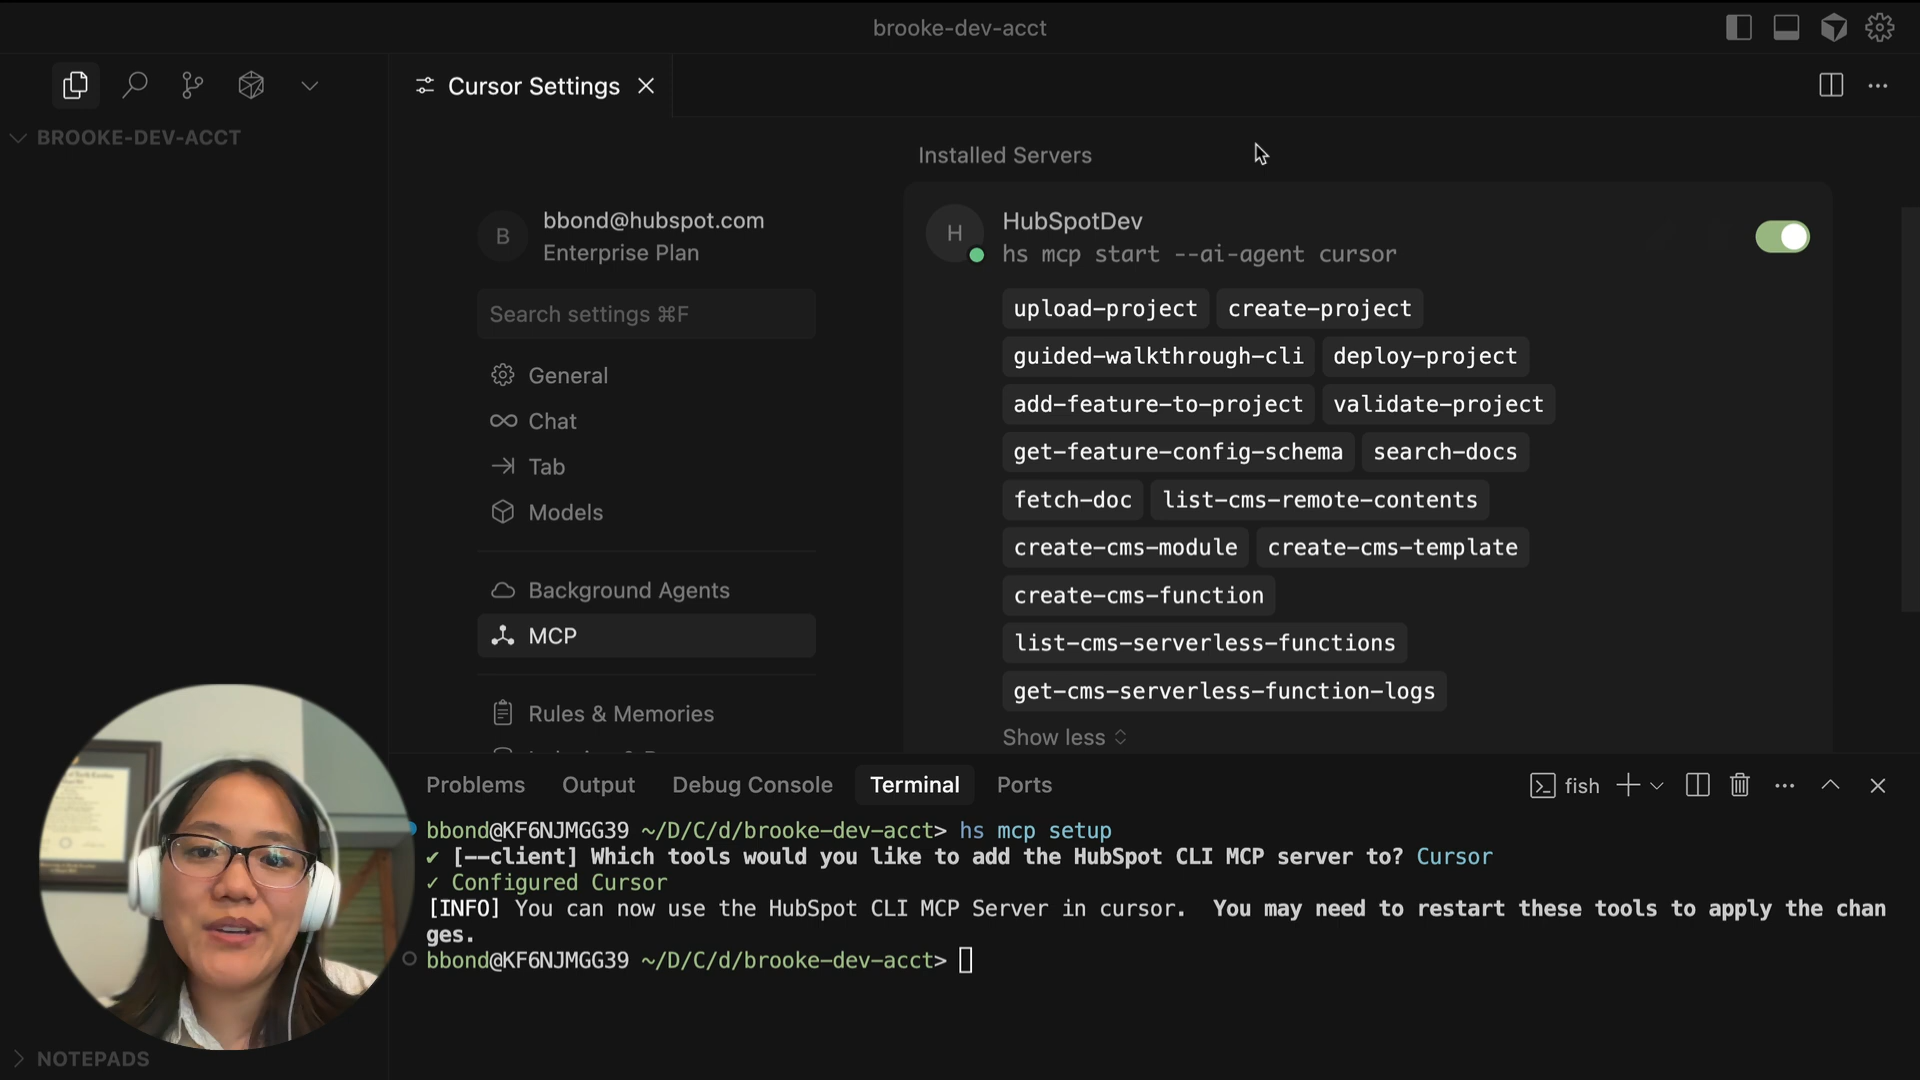 brooke-dev-acct
Cursor Settings
BROOKE-DEV-ACCT
Installed Servers
B
bbond@hubspot.com
Enterprise Plan
Search settings ⌘F
General
Chat
Tab
Models
Background Agents
MCP
Rules & Memories
H
HubSpotDev
hs mcp start --ai-agent cursor
upload-project create-project
guided-walkthrough-cli deploy-project
add-feature-to-project validate-project
get-feature-config-schema search-docs
fetch-doc list-cms-remote-contents
create-cms-module create-cms-template
create-cms-function
list-cms-serverless-functions
get-cms-serverless-function-logs
Show less
Problems Output Debug Console Terminal Ports
fish
bbond@KF6NJMGG39 ~/D/C/d/brooke-dev-acct> hs mcp setup
✔ [--client] Which tools would you like to add the HubSpot CLI MCP server to? Cursor
✓ Configured Cursor
[INFO] You can now use the HubSpot CLI MCP Server in cursor. You may need to restart these tools to apply the chan
ges.
bbond@KF6NJMGG39 ~/D/C/d/brooke-dev-acct>
NOTEPADS